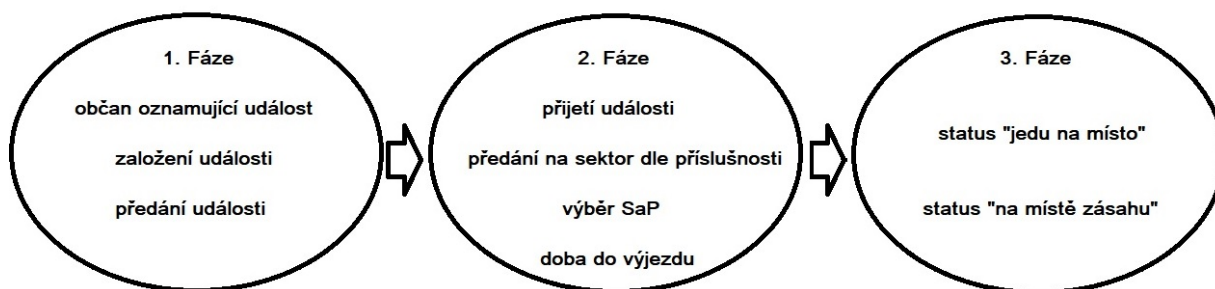 1. Fáze
občan oznamující událost
založení události
předání události
2. Fáze
přijetí události
předání na sektor dle příslušnosti
výběr SaP
doba do výjezdu
3. Fáze
status "jedu na místo"
status "na místě zásahu"